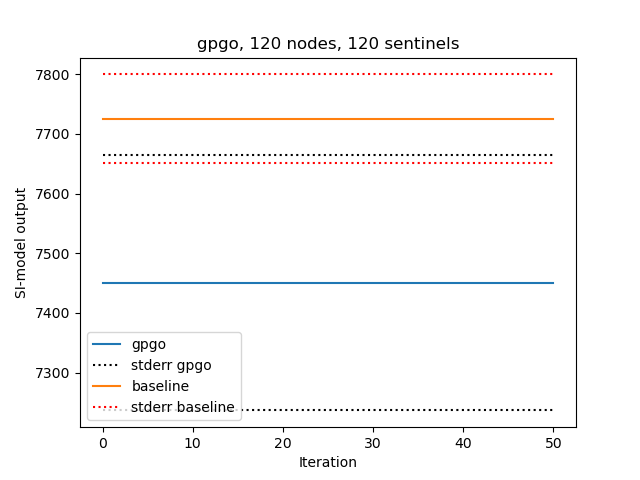 gpgo, 120 nodes, 120 sentinels
7800
7700
7600
7500
7400
7300
SI-model output
gpgo
stderr gpgo
baseline
stderr baseline
0 10 20 30 40 50
Iteration